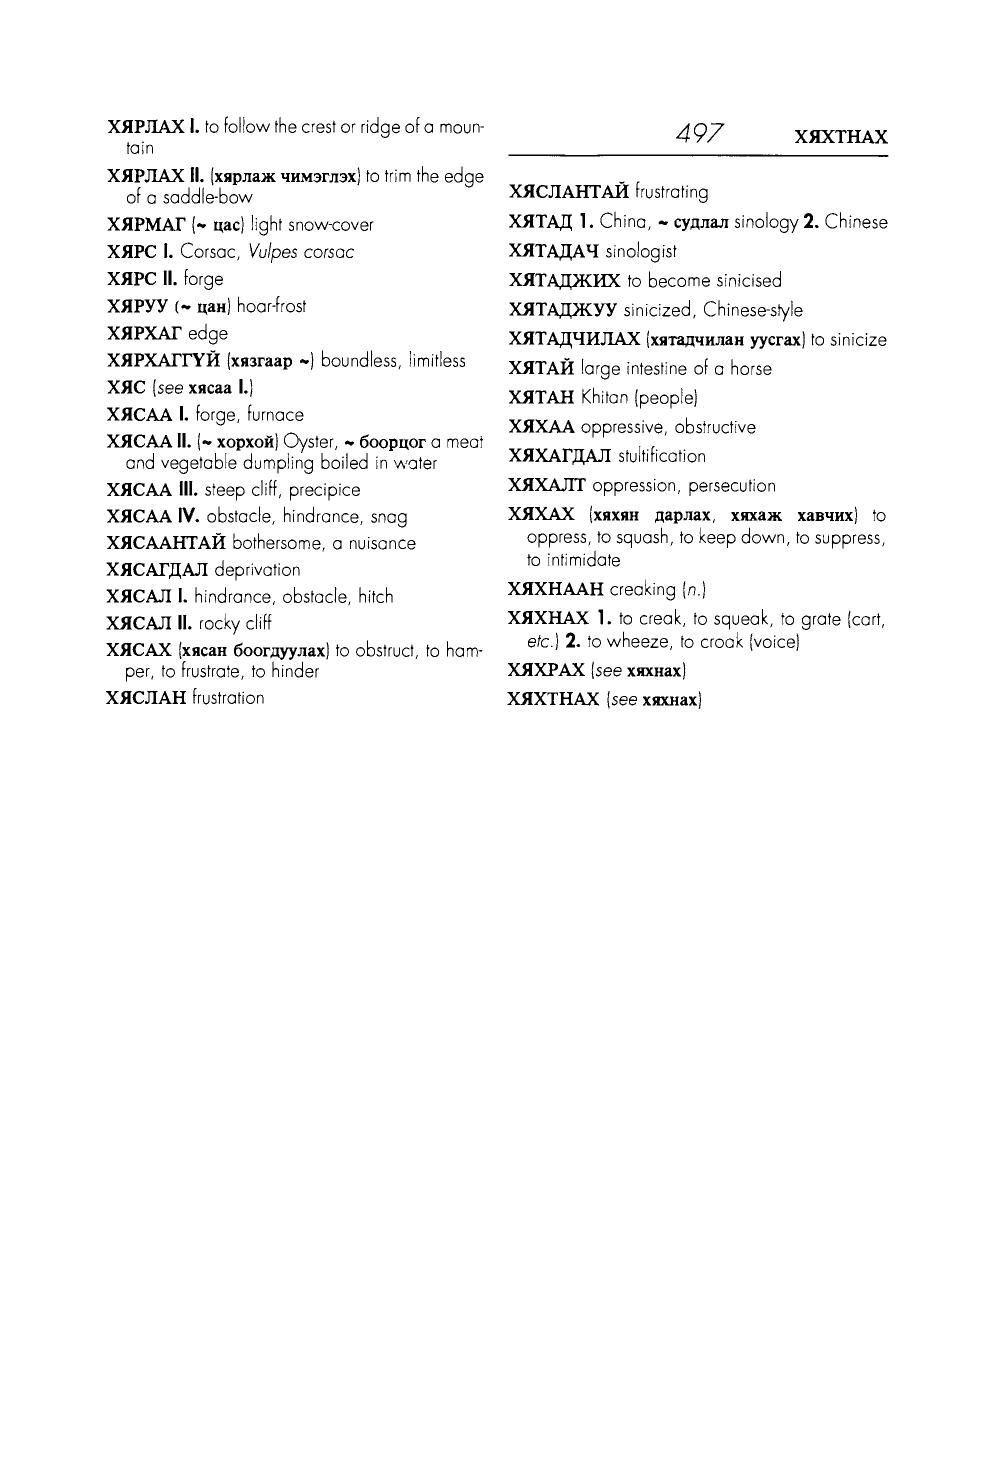 ХЯРЛАХ I. to follow the crest or ridge of a moun-
tain
ХЯРЛАХ II. (хярлаж чимэглэх) to trim the edge
of a saddle-bow
ХЯРМАГ (~ цас) light snow-cover
ХЯРС I. Corsac, Vulpes corsac
ХЯРС II. forge
ХЯРУУ (~ цан) hoar-frost
ХЯРХАГ edge
ХЯРХАГГҮЙ (хязгаар ~) boundless, limitless
ХЯС (see хясаа I.)
ХЯСАА I. forge, furnace
ХЯСАА II. (~ хорхой) Oyster, ~ боорцог a meat
and vegetable dumpling boiled in water
ХЯСАА III. steep cliff, precipice
ХЯСАА IV. obstacle, hindrance, snag
ХЯСААНТАЙ bothersome, a nuisance
ХЯСАГДАЛ deprivation
ХЯСАЛ I. hindrance, obstacle, hitch
ХЯСАЛ II. rocky cliff
ХЯСАХ (хясан боогдуулах) to obstruct, to ham-
per, to frustrate, to hinder
ХЯСЛАН frustration
497 ХЯХТНАХ
ХЯСЛАНТАЙ frustrating
ХЯТАД 1. China, ~ судлал sinology 2. Chinese
ХЯТАДАЧ sinologist
ХЯТАДЖИХ to become sinicised
ХЯТАДЖУУ sinicized, Chinese-style
ХЯТАДЧИЛАХ (хятадчилан уусгах) to sinicize
ХЯТАЙ large intestine of a horse
ХЯТАН Khitan (people)
ХЯХАА oppressive, obstructive
ХЯХАГДАЛ stultification
ХЯХАЛТ oppression, persecution
ХЯХАХ (хяхян дарлах, хяхаж хавчих) to
oppress, to squash, to keep down, to suppress,
to intimidate
ХЯХНААН creaking (n.)
ХЯХНАХ 1. to creak, to squeak, to grate (cart,
etc.) 2. to wheeze, to croak (voice)
ХЯХРАХ (see хяхнах)
ХЯХТНАХ (see хяхнах)